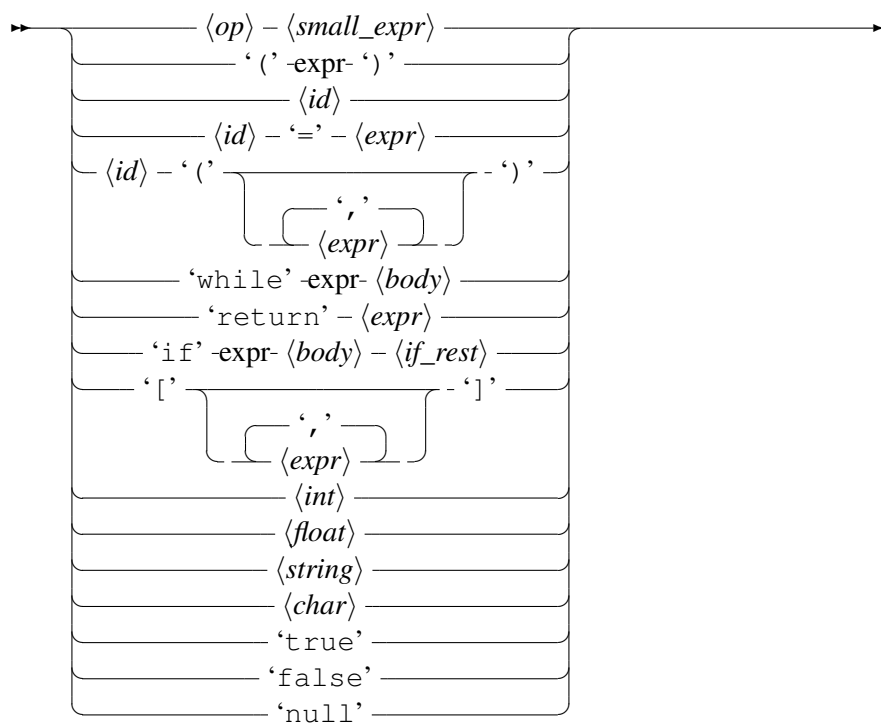 ⟨op⟩ ⟨small_expr⟩
‘(’ expr ‘)’
⟨id⟩
⟨id⟩ ‘=’ ⟨expr⟩
⟨id⟩ ‘(’ ‘)’
‘,’
⟨expr⟩
‘while’ expr ⟨body⟩
‘return’ ⟨expr⟩
‘if’ expr ⟨body⟩ ⟨if_rest⟩
‘[’ ‘]’
‘,’
⟨expr⟩
⟨int⟩
⟨float⟩
⟨string⟩
⟨char⟩
‘true’
‘false’
‘null’